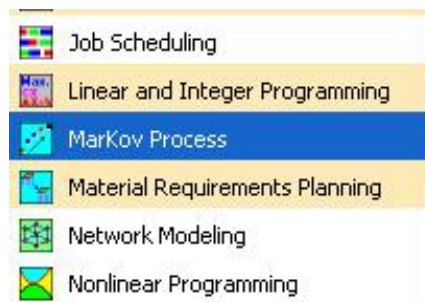 Job Scheduling
Linear and Integer Programming
MarKov Process
Material Requirements Planning
Network Modeling
Nonlinear Programming